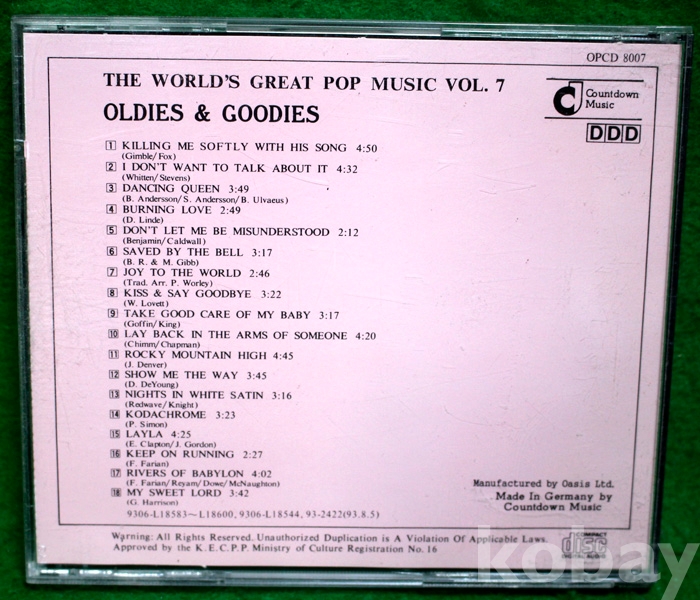 OPCD 8007
THE WORLD'S GREAT POP MUSIC VOL. 7
OLDIES & GOODIES
Countdown
Music
DDD
1 KILLING ME SOFTLY WITH HIS SONG 4:50
(Gimble/Fox)
2 I DON'T WANT TO TALK ABOUT IT 4:32
(Whitten/Stevens)
3 DANCING QUEEN 3:49
(B. Andersson/S. Andersson/B. Ulvaeus)
4 BURNING LOVE 2:49
(D. Linde)
5 DON'T LET ME BE MISUNDERSTOOD 2:12
(Benjamin/Caldwall)
6 SAVED BY THE BELL 3:17
(B. R. & M. Gibb)
7 JOY TO THE WORLD 2:46
(Trad. Arr. P. Worley)
8 KISS & SAY GOODBYE 3:22
(W. Lovett)
9 TAKE GOOD CARE OF MY BABY 3:17
(Goffin/King)
10 LAY BACK IN THE ARMS OF SOMEONE 4:20
(Chimm/Chapman)
11 ROCKY MOUNTAIN HIGH 4:45
(J. Denver)
12 SHOW ME THE WAY 3:45
(D. DeYoung)
13 NIGHTS IN WHITE SATIN 3:16
(Redwave/Knight)
14 KODACHROME 3:23
(P. Simon)
15 LAYLA 4:25
(E. Clapton/J. Gordon)
16 KEEP ON RUNNING 2:27
(F. Farian)
17 RIVERS OF BABYLON 4:02
(F. Farian/Reyam/Dowe/McNaughton)
18 MY SWEET LORD 3:42
(G. Harrison)
9306-L18583~L18600, 9306-L18544, 93-2422(93.8.5)
Manufactured by Oasis Ltd.
Made In Germany by
Countdown Music
Warning: All Rights Reserved. Unauthorized Duplication is A Violation Of Applicable Laws.
Approved by the K.E.C.P.P. Ministry of Culture Registration No. 16
COMPACT
disc
DIGITAL AUDIO
kobay